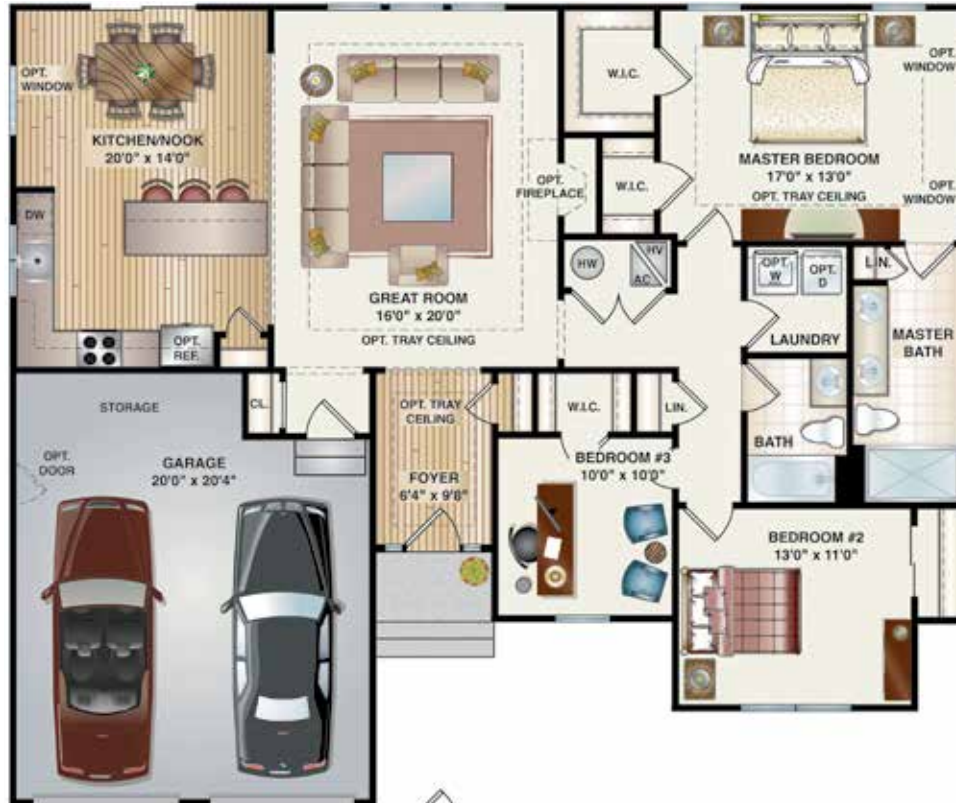 OPT.
WINDOW
KITCHEN/NOOK
20'0" x 14'0"
DW
OPT.
REF.
W.I.C.
W.I.C.
OPT.
FIREPLACE
GREAT ROOM
16'0" x 20'0"
OPT. TRAY CEILING
MASTER BEDROOM
17'0" x 13'0"
OPT. TRAY CEILING
OPT.
WINDOW
OPT.
WINDOW
HW
HV
AC
OPT.
W
OPT.
D
LAUNDRY
LIN.
MASTER
BATH
STORAGE
CL.
OPT. TRAY
CEILING
W.I.C.
LIN.
BATH
OPT.
DOOR
GARAGE
20'0" x 20'4"
FOYER
6'4" x 9'8"
BEDROOM #3
10'0" x 10'0"
BEDROOM #2
13'0" x 11'0"